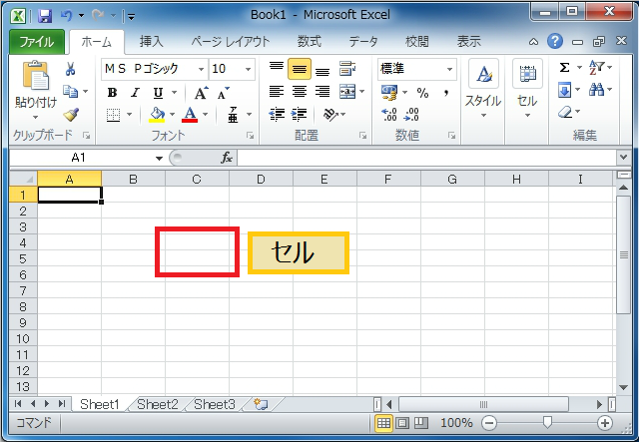 Book1 - Microsoft Excel
ファイル ホーム 挿入 ページ レイアウト 数式 データ 校閲 表示
ＭＳ Ｐゴシック 10 標準
B I U A A % ,
貼り付け スタイル セル
クリップボード フォント 配置 数値 編集
A1 fx
A B C D E F G H I
1
2
3
4
セル
5
6
7
8
9
10
11
12
13
Sheet1 Sheet2 Sheet3
コマンド 100%